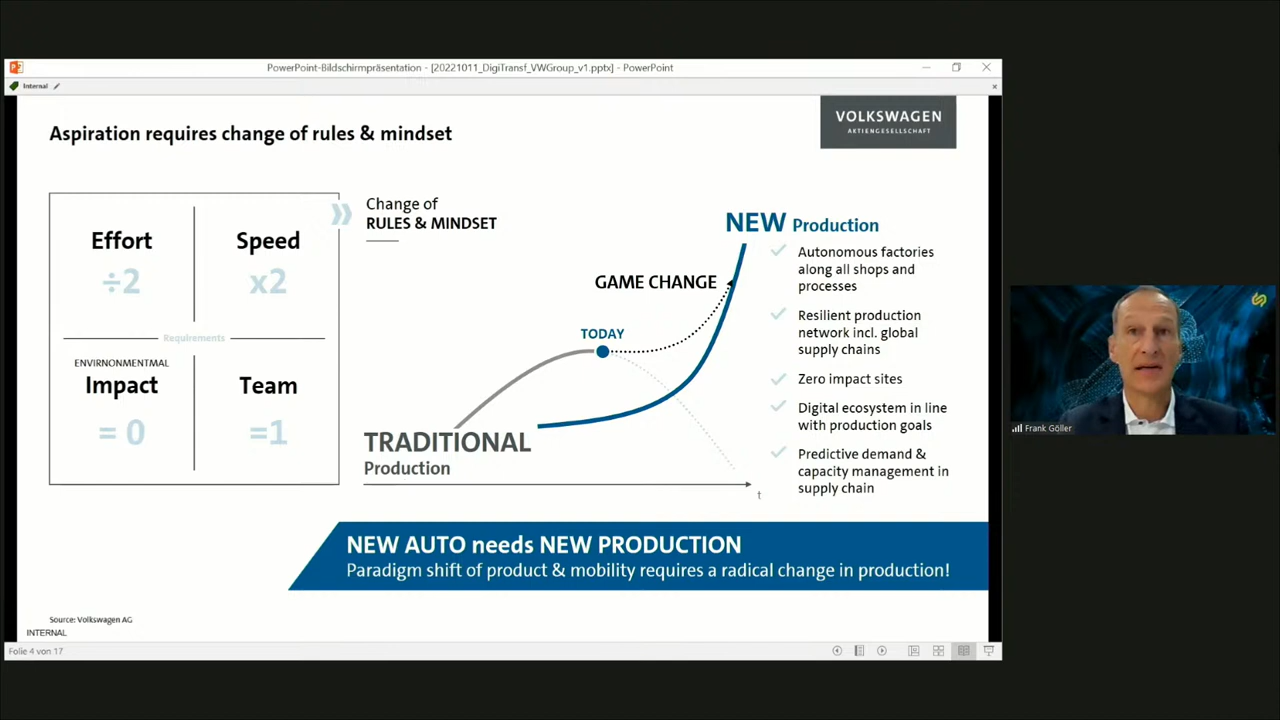 PowerPoint-Bildschirmpräsentation - [20221011_DigiTransf_VWGroup_v1.pptx] - PowerPoint
Internal
Aspiration requires change of rules & mindset
VOLKSWAGEN
AKTIENGESELLSCHAFT
Effort
÷2
Speed
x2
Requirements
ENVIRNONMENTMAL
Impact
= 0
Team
=1
Change of
RULES & MINDSET
GAME CHANGE
TODAY
TRADITIONAL
Production
t
NEW Production
Autonomous factories
along all shops and
processes
Resilient production
network incl. global
supply chains
Zero impact sites
Digital ecosystem in line
with production goals
Predictive demand &
capacity management in
supply chain
NEW AUTO needs NEW PRODUCTION
Paradigm shift of product & mobility requires a radical change in production!
Source: Volkswagen AG
INTERNAL
Folie 4 von 17
Frank Göller